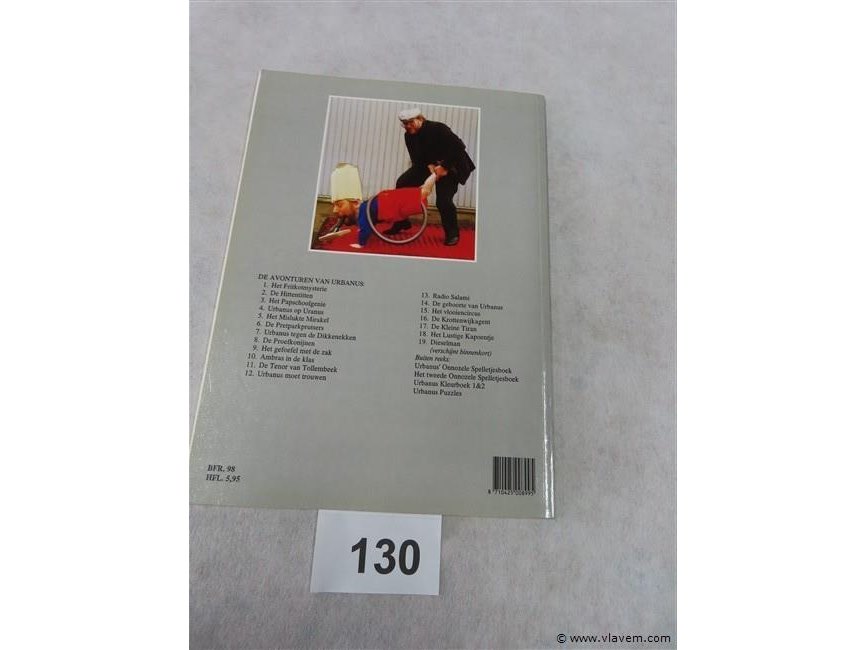 DE AVONTUREN VAN URBANUS:
1. Het Fritkotmysterie
2. De Hittentitten
3. Het Papschoolgenie
4. Urbanus op Uranus
5. Het Mislukte Mirakel
6. De Pretparkprutsers
7. Urbanus tegen de Dikkenekken
8. De Proefkonijnen
9. Het gefoefel met de zak
10. Ambras in de klas
11. De Tenor van Tollembeek
12. Urbanus moet trouwen
13. Radio Salami
14. De geboorte van Urbanus
15. Het vlooiencircus
16. De Krottenwijkagent
17. De Kleine Tiran
18. Het Lustige Kapoentje
19. Dieselman
(verschijnt binnenkort)
Buiten reeks:
Urbanus' Onnozele Spelletjesboek
Het tweede Onnozele Spelletjesboek
Urbanus Kleurboek 1&2
Urbanus Puzzles
BFR. 98
HFL. 5,95
8 710425 008995
130
© www.vlavem.com